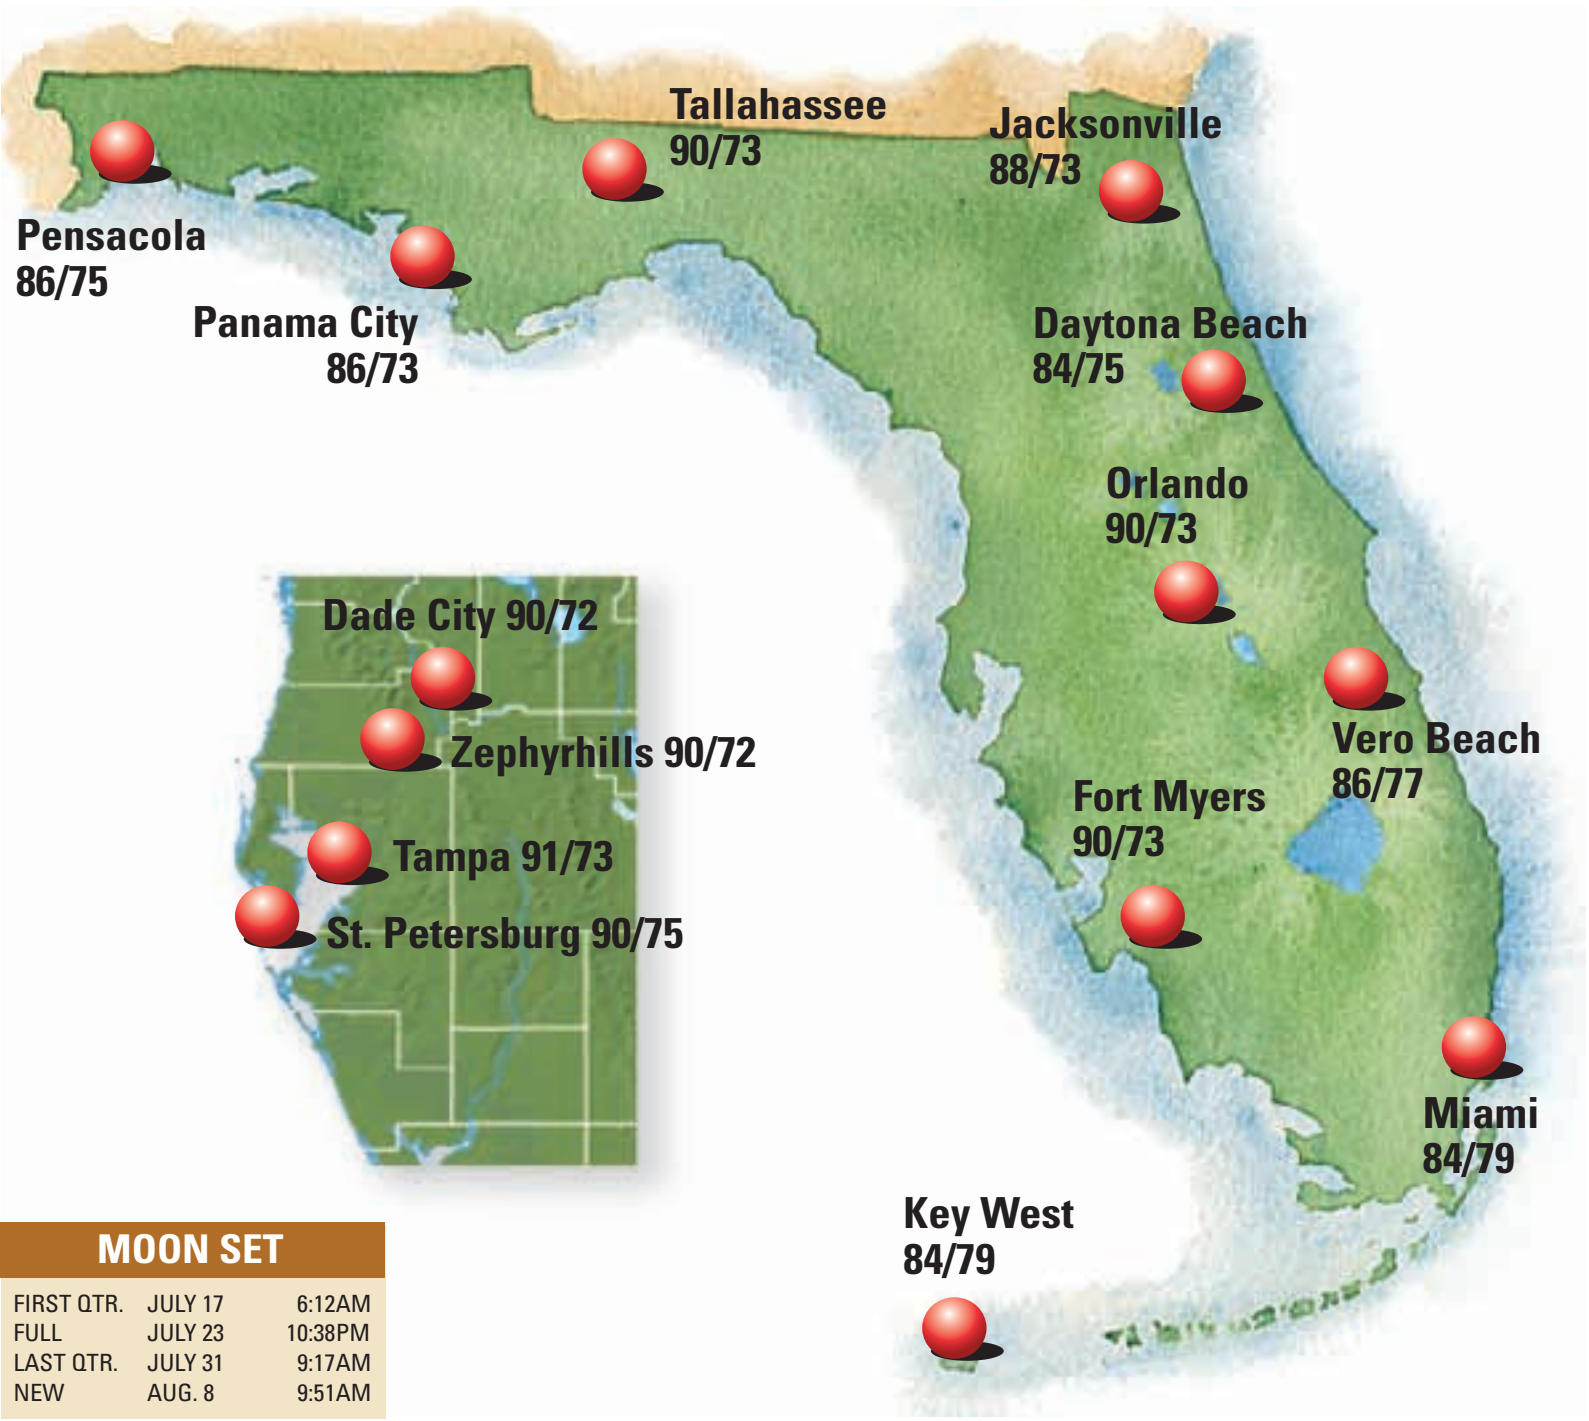 Tallahassee
90/73
Jacksonville
88/73
Pensacola
86/75
Panama City
86/73
Daytona Beach
84/75
Orlando
90/73
Dade City 90/72
Zephyrhills 90/72
Tampa 91/73
St. Petersburg 90/75
Vero Beach
86/77
Fort Myers
90/73
Miami
84/79
Key West
84/79
MOON SET
FIRST QTR. JULY 17 6:12AM
FULL JULY 23 10:38PM
LAST QTR. JULY 31 9:17AM
NEW AUG. 8 9:51AM